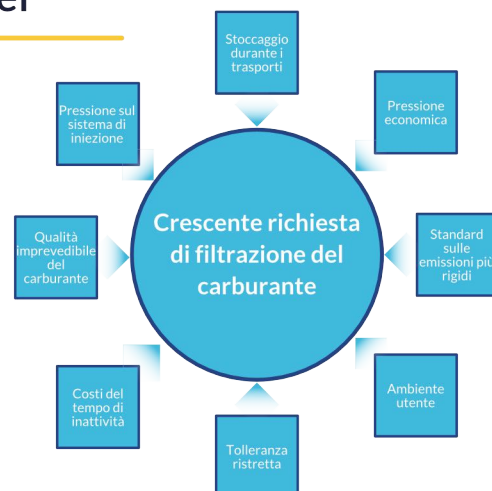 Stoccaggio
durante i
trasporti
Pressione
economica
Standard
sulle
emissioni più
rigidi
Ambiente
utente
Tolleranza
ristretta
Costi del
tempo di
inattività
Qualità
imprevedibile
del
carburante
Pressione sul
sistema di
iniezione
Crescente richiesta
di filtrazione del
carburante